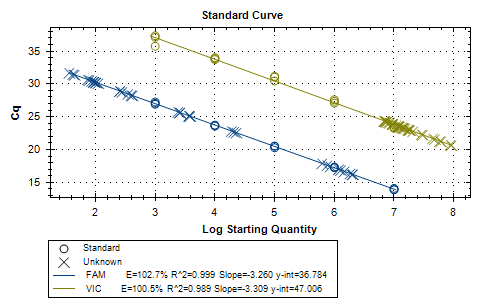 Standard Curve
35
30
25
20
15
Cq
2 3 4 5 6 7 8
Log Starting Quantity
Standard
Unknown
FAM E=102.7% R^2=0.999 Slope=-3.260 y-int=36.784
VIC E=100.5% R^2=0.989 Slope=-3.309 y-int=47.006